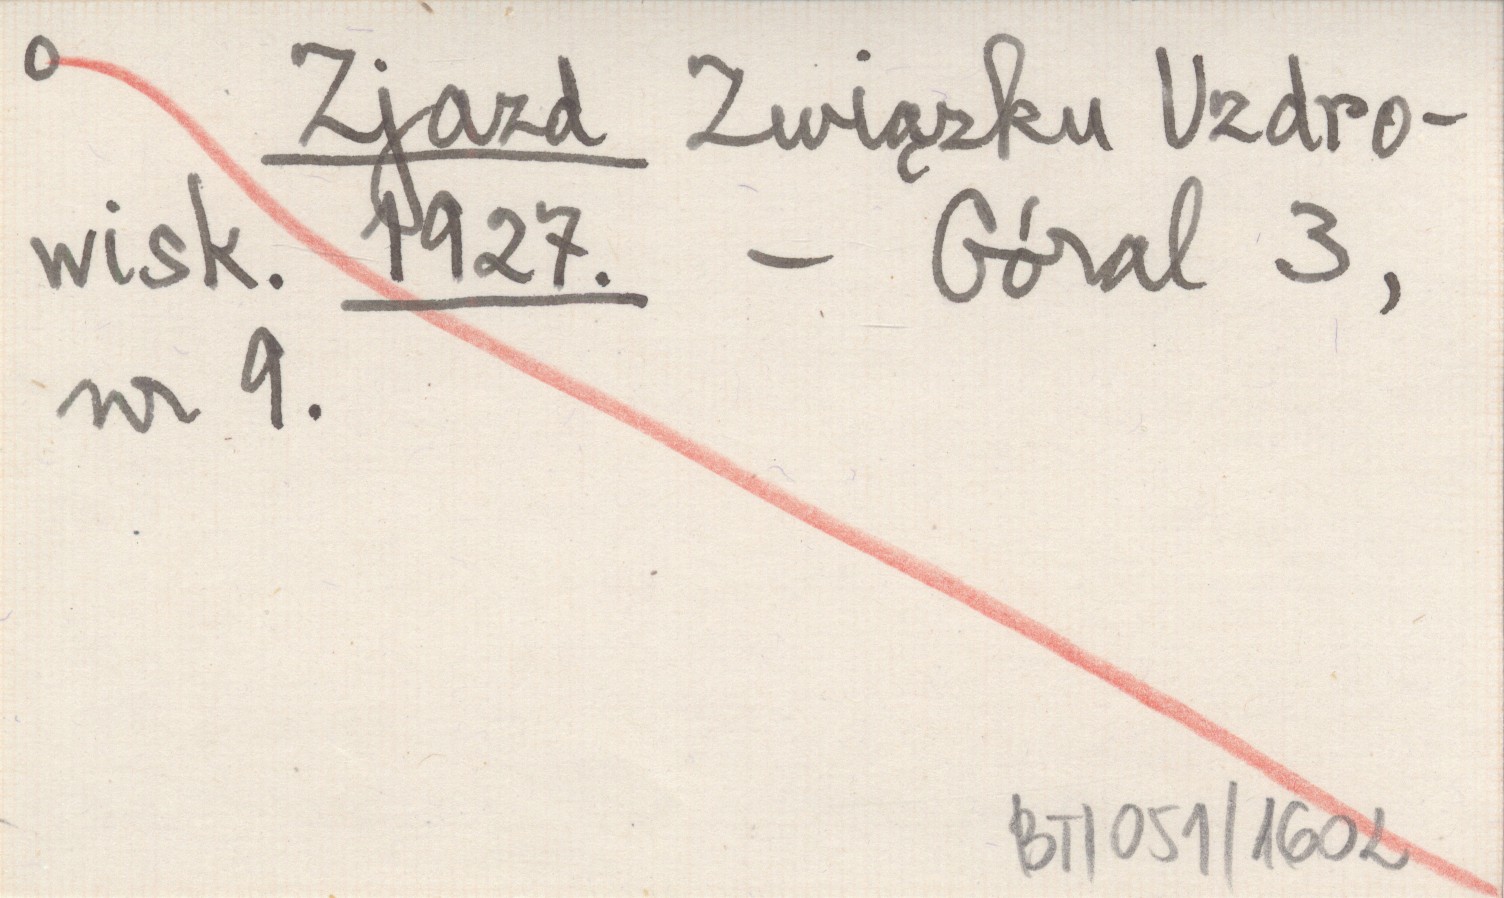 o Zjazd Związku Uzdro-
wisk. 1927. – Góral 3,
nr 9.
BT/051/1602